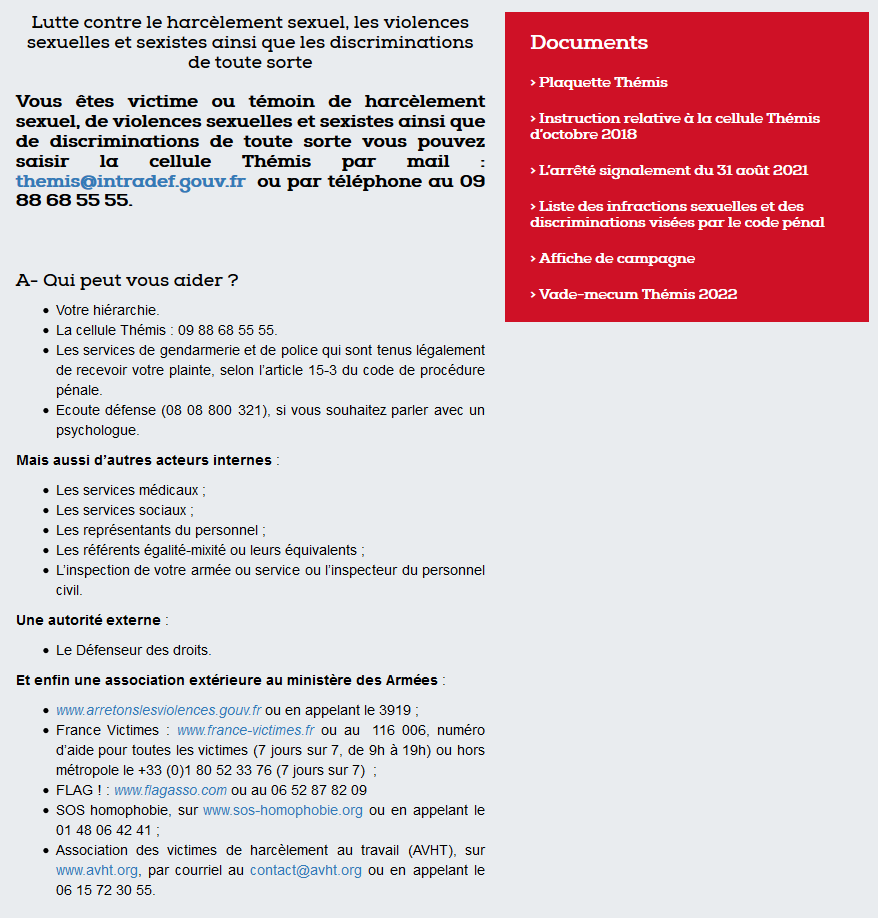 Lutte contre le harcèlement sexuel, les violences
sexuelles et sexistes ainsi que les discriminations
de toute sorte
Vous êtes victime ou témoin de harcèlement
sexuel, de violences sexuelles et sexistes ainsi que
de discriminations de toute sorte vous pouvez
saisir la cellule Thémis par mail :
themis@intradef.gouv.fr ou par téléphone au 09
88 68 55 55.
A- Qui peut vous aider ?
• Votre hiérarchie.
• La cellule Thémis : 09 88 68 55 55.
• Les services de gendarmerie et de police qui sont tenus légalement
de recevoir votre plainte, selon l'article 15-3 du code de procédure
pénale.
• Ecoute défense (08 08 800 321), si vous souhaitez parler avec un
psychologue.
Mais aussi d'autres acteurs internes :
• Les services médicaux ;
• Les services sociaux ;
• Les représentants du personnel ;
• Les référents égalité-mixité ou leurs équivalents ;
• L'inspection de votre armée ou service ou l'inspecteur du personnel
civil.
Une autorité externe :
• Le Défenseur des droits.
Et enfin une association extérieure au ministère des Armées :
• www.arretonslesviolences.gouv.fr ou en appelant le 3919 ;
• France Victimes : www.france-victimes.fr ou au 116 006, numéro
d'aide pour toutes les victimes (7 jours sur 7, de 9h à 19h) ou hors
métropole le +33 (0)1 80 52 33 76 (7 jours sur 7) ;
• FLAG ! : www.flagasso.com ou au 06 52 87 82 09
• SOS homophobie, sur www.sos-homophobie.org ou en appelant le
01 48 06 42 41 ;
• Association des victimes de harcèlement au travail (AVHT), sur
www.avht.org, par courriel au contact@avht.org ou en appelant le
06 15 72 30 55.
Documents
› Plaquette Thémis
› Instruction relative à la cellule Thémis
d'octobre 2018
› L'arrêté signalement du 31 août 2021
› Liste des infractions sexuelles et des
discriminations visées par le code pénal
› Affiche de campagne
› Vade-mecum Thémis 2022